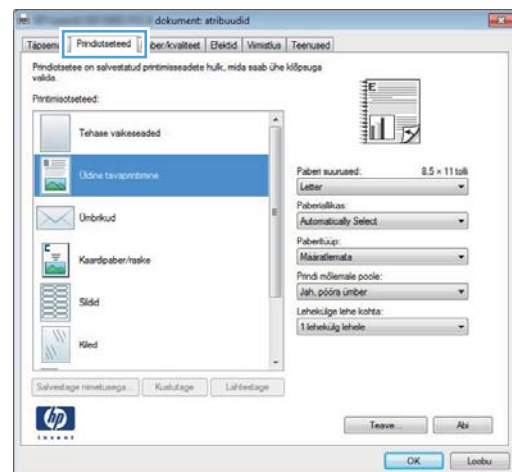 dokument: atribuudid
Täpsem Prindiotseteed ber/kvaliteet Efektid Viimistlus Teenused
Prindiotsetee on salvestatud printimisseadete hulk, mida saab ühe klõpsuga
valida.
Printimisotseteed:
Tehase vaikeseaded
Üldine tavaprintimine
Ümbrikud
Kaardipaber/raske
Sildid
Kiled
Salvestage nimetusega...
Kustutage
Lähtestage
E
Paberi suurused: 8.5 × 11 tolli
Letter
Paberiallikas:
Automatically Select
Paberitüüp:
Määratlemata
Prindi mõlemale poole:
Jah, pööra ümber
Lehekülge lehe kohta:
1 lehekülg lehele
hp
invent
Teave...
Abi
OK
Loobu